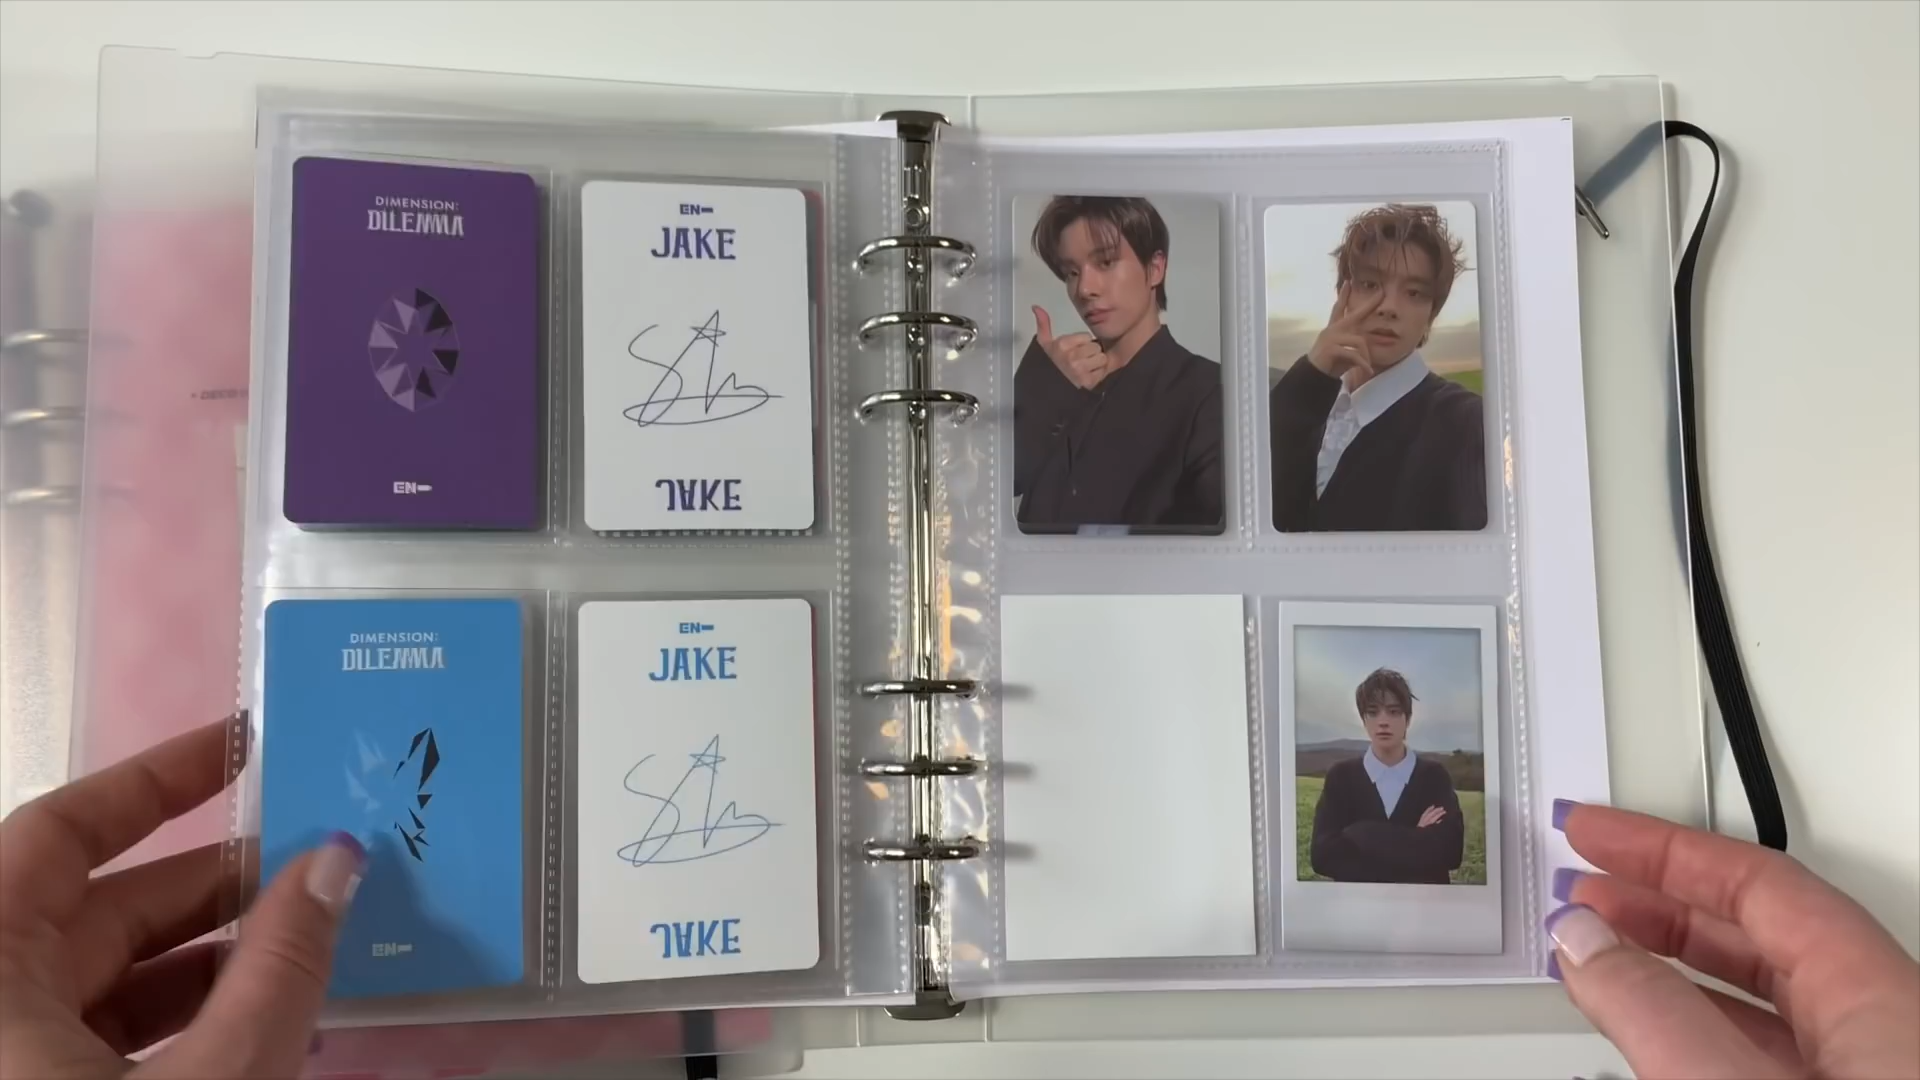 DIMENSION:
DILEMMA
EN-
EN-
JAKE
JAKE
DIMENSION:
DILEMMA
EN-
EN-
JAKE
JAKE